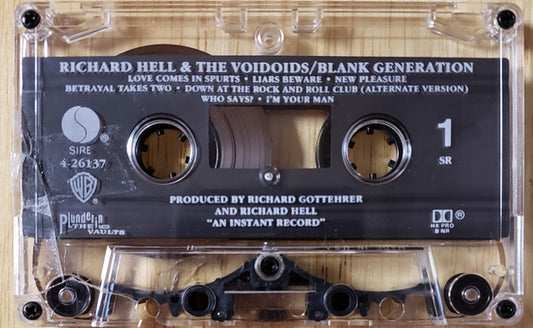 RICHARD HELL & THE VOIDOIDS/BLANK GENERATION
LOVE COMES IN SPURTS • LIARS BEWARE • NEW PLEASURE
BETRAYAL TAKES TWO • DOWN AT THE ROCK AND ROLL CLUB (ALTERNATE VERSION)
WHO SAYS? • I'M YOUR MAN
S
SIRE
4-26137
WB
Plunderin
THE
VAULTS
1
SR
PRODUCED BY RICHARD GOTTEHRER
AND RICHARD HELL
"AN INSTANT RECORD"
®
HX PRO
B NR